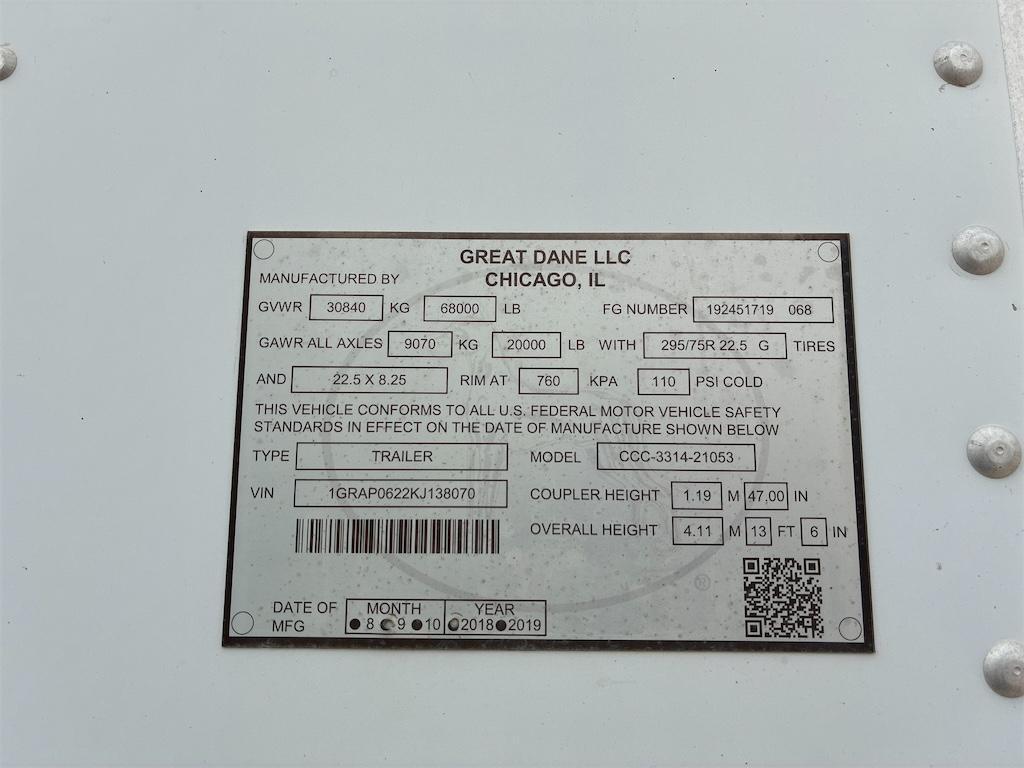 GREAT DANE LLC
MANUFACTURED BY CHICAGO, IL
GVWR 30840 KG 68000 LB FG NUMBER 192451719 068
GAWR ALL AXLES 9070 KG 20000 LB WITH 295/75R 22.5 G TIRES
AND 22.5 X 8.25 RIM AT 760 KPA 110 PSI COLD
THIS VEHICLE CONFORMS TO ALL U.S. FEDERAL MOTOR VEHICLE SAFETY
STANDARDS IN EFFECT ON THE DATE OF MANUFACTURE SHOWN BELOW
TYPE TRAILER MODEL CCC-3314-21053
VIN 1GRAP0622KJ138070 COUPLER HEIGHT 1.19 M 47.00 IN
OVERALL HEIGHT 4.11 M 13 FT 6 IN
®
DATE OF MFG MONTH YEAR
8 9 10 2018 2019